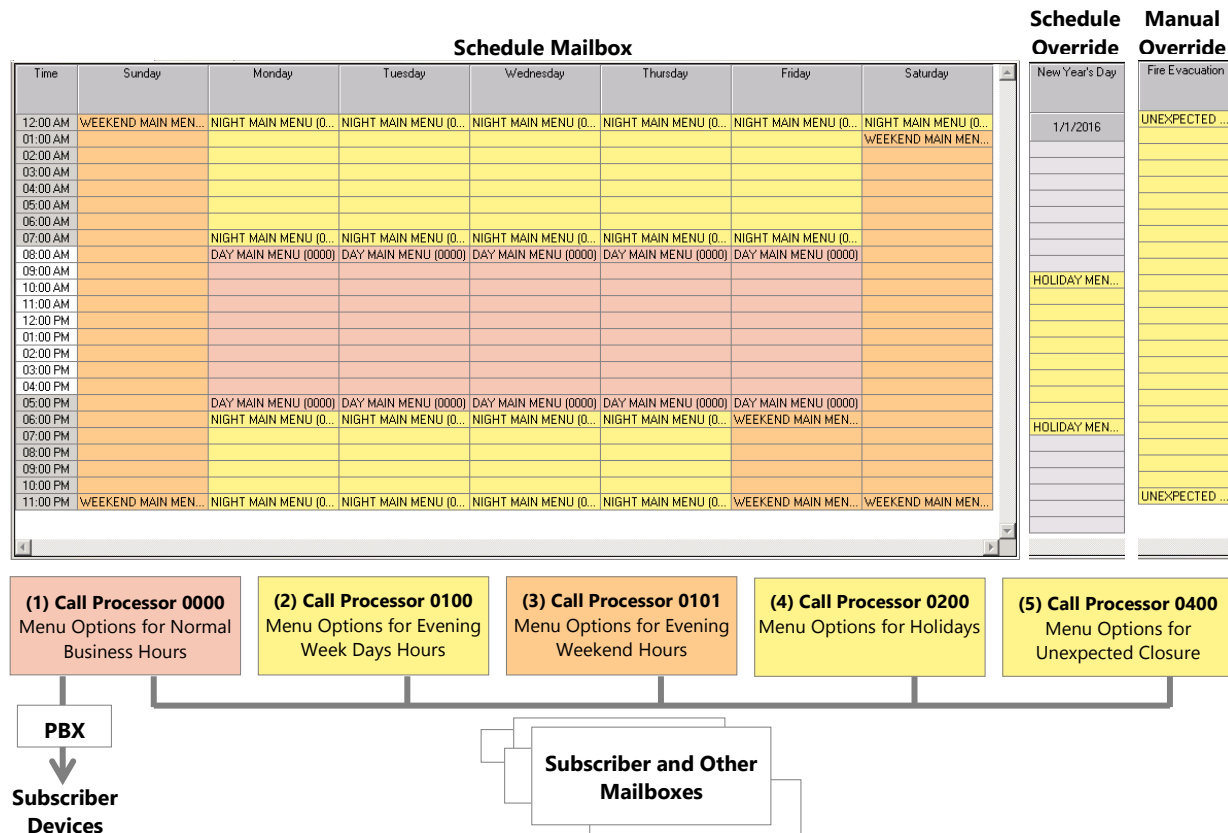 Schedule Mailbox
Schedule Override
Manual Override
Time Sunday Monday Tuesday Wednesday Thursday Friday Saturday
New Year's Day
Fire Evacuation
1/1/2016
12:00 AM WEEKEND MAIN MEN... NIGHT MAIN MENU (0... NIGHT MAIN MENU (0... NIGHT MAIN MENU (0... NIGHT MAIN MENU (0... NIGHT MAIN MENU (0... NIGHT MAIN MENU (0...
UNEXPECTED ...
01:00 AM WEEKEND MAIN MEN...
02:00 AM
03:00 AM
04:00 AM
05:00 AM
06:00 AM
07:00 AM NIGHT MAIN MENU (0... NIGHT MAIN MENU (0... NIGHT MAIN MENU (0... NIGHT MAIN MENU (0... NIGHT MAIN MENU (0...
08:00 AM DAY MAIN MENU (0000) DAY MAIN MENU (0000) DAY MAIN MENU (0000) DAY MAIN MENU (0000) DAY MAIN MENU (0000)
09:00 AM
10:00 AM
HOLIDAY MEN...
11:00 AM
12:00 PM
01:00 PM
02:00 PM
03:00 PM
04:00 PM
05:00 PM DAY MAIN MENU (0000) DAY MAIN MENU (0000) DAY MAIN MENU (0000) DAY MAIN MENU (0000) DAY MAIN MENU (0000)
06:00 PM NIGHT MAIN MENU (0... NIGHT MAIN MENU (0... NIGHT MAIN MENU (0... NIGHT MAIN MENU (0... WEEKEND MAIN MEN...
HOLIDAY MEN...
07:00 PM
08:00 PM
09:00 PM
10:00 PM
11:00 PM WEEKEND MAIN MEN... NIGHT MAIN MENU (0... NIGHT MAIN MENU (0... NIGHT MAIN MENU (0... NIGHT MAIN MENU (0... WEEKEND MAIN MEN... WEEKEND MAIN MEN...
UNEXPECTED ...
(1) Call Processor 0000
Menu Options for Normal
Business Hours
(2) Call Processor 0100
Menu Options for Evening
Week Days Hours
(3) Call Processor 0101
Menu Options for Evening
Weekend Hours
(4) Call Processor 0200
Menu Options for Holidays
(5) Call Processor 0400
Menu Options for
Unexpected Closure
PBX
Subscriber
Devices
Subscriber and Other
Mailboxes